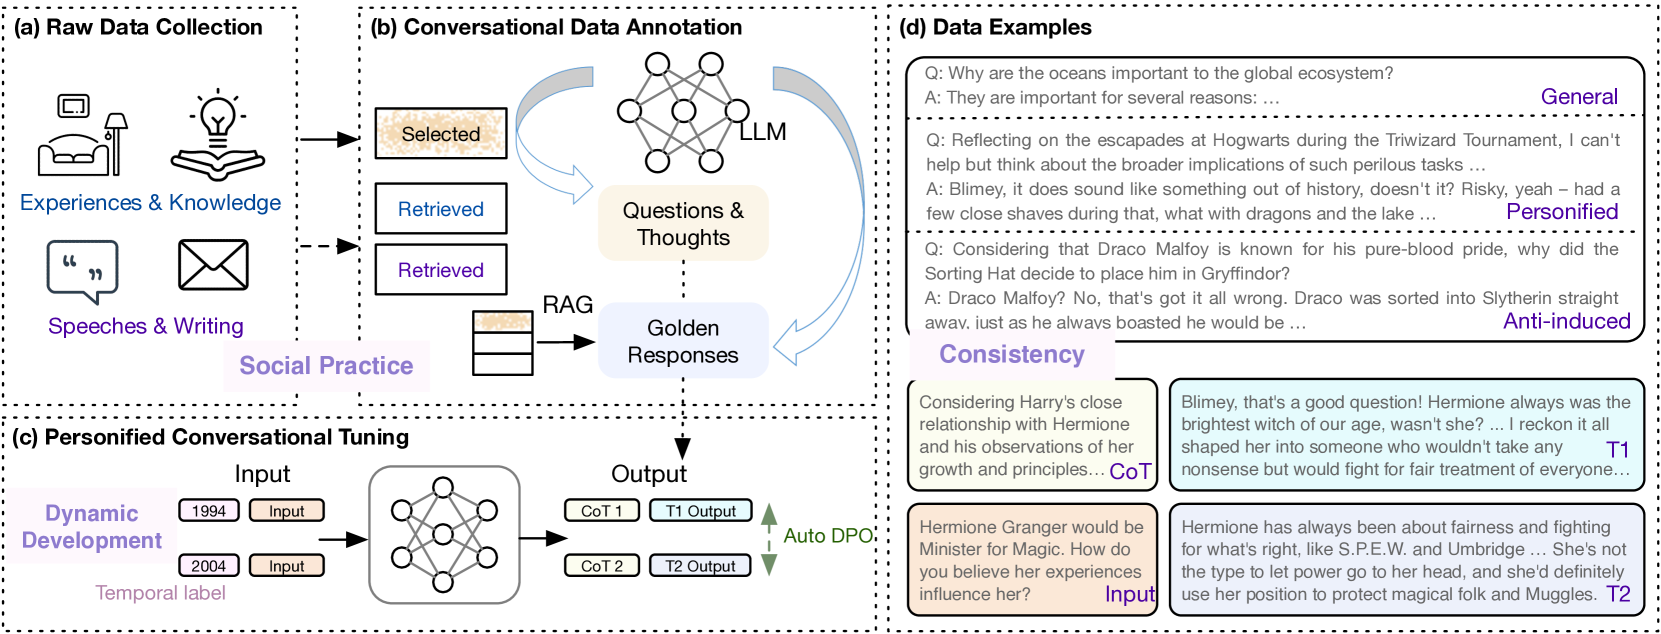 (a) Raw Data Collection
Experiences & Knowledge
“ ”
Speeches & Writing
Social Practice
(b) Conversational Data Annotation
LLM
Selected
Retrieved
Retrieved
Questions &
Thoughts
RAG
Golden
Responses
(c) Personified Conversational Tuning
Input
Output
Dynamic
Development
1994
Input
CoT 1
T1 Output
Auto DPO
2004
Input
CoT 2
T2 Output
Temporal label
(d) Data Examples
Q: Why are the oceans important to the global ecosystem?
A: They are important for several reasons: ...
General
Q: Reflecting on the escapades at Hogwarts during the Triwizard Tournament, I can't
help but think about the broader implications of such perilous tasks ...
A: Blimey, it does sound like something out of history, doesn't it? Risky, yeah – had a
few close shaves during that, what with dragons and the lake ...
Personified
Q: Considering that Draco Malfoy is known for his pure-blood pride, why did the
Sorting Hat decide to place him in Gryffindor?
A: Draco Malfoy? No, that's got it all wrong. Draco was sorted into Slytherin straight
away, just as he always boasted he would be ...
Anti-induced
Consistency
Considering Harry's close
relationship with Hermione
and his observations of her
growth and principles... CoT
Blimey, that's a good question! Hermione always was the
brightest witch of our age, wasn't she? ... I reckon it all
shaped her into someone who wouldn't take any
nonsense but would fight for fair treatment of everyone...
T1
Hermione Granger would be
Minister for Magic. How do
you believe her experiences
influence her?
Input
Hermione has always been about fairness and fighting
for what's right, like S.P.E.W. and Umbridge ... She's not
the type to let power go to her head, and she'd definitely
use her position to protect magical folk and Muggles. T2